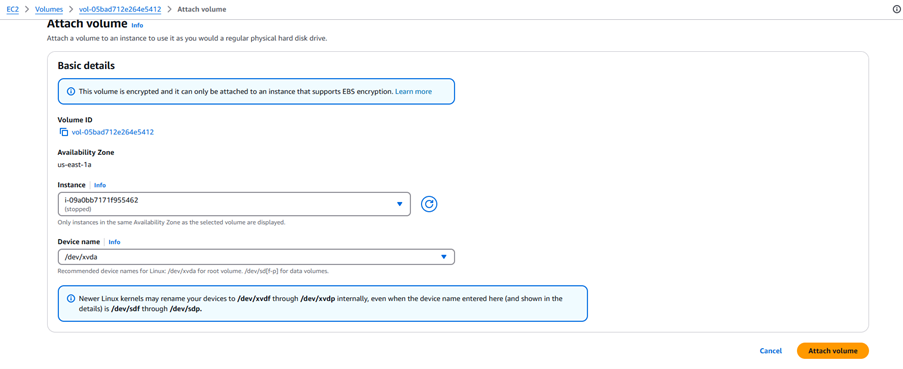 EC2 > Volumes > vol-05bad712e264e5412 > Attach volume
Attach volume Info
Attach a volume to an instance to use it as you would a regular physical hard disk drive.
Basic details
This volume is encrypted and it can only be attached to an instance that supports EBS encryption. Learn more
Volume ID
vol-05bad712e264e5412
Availability Zone
us-east-1a
Instance | Info
i-09a0bb7171f955462
(stopped)
Only instances in the same Availability Zone as the selected volume are displayed.
Device name | Info
/dev/xvda
Recommended device names for Linux: /dev/xvda for root volume. /dev/sd[f-p] for data volumes.
Newer Linux kernels may rename your devices to /dev/xvdf through /dev/xvdp internally, even when the device name entered here (and shown in the
details) is /dev/sdf through /dev/sdp.
Cancel Attach volume